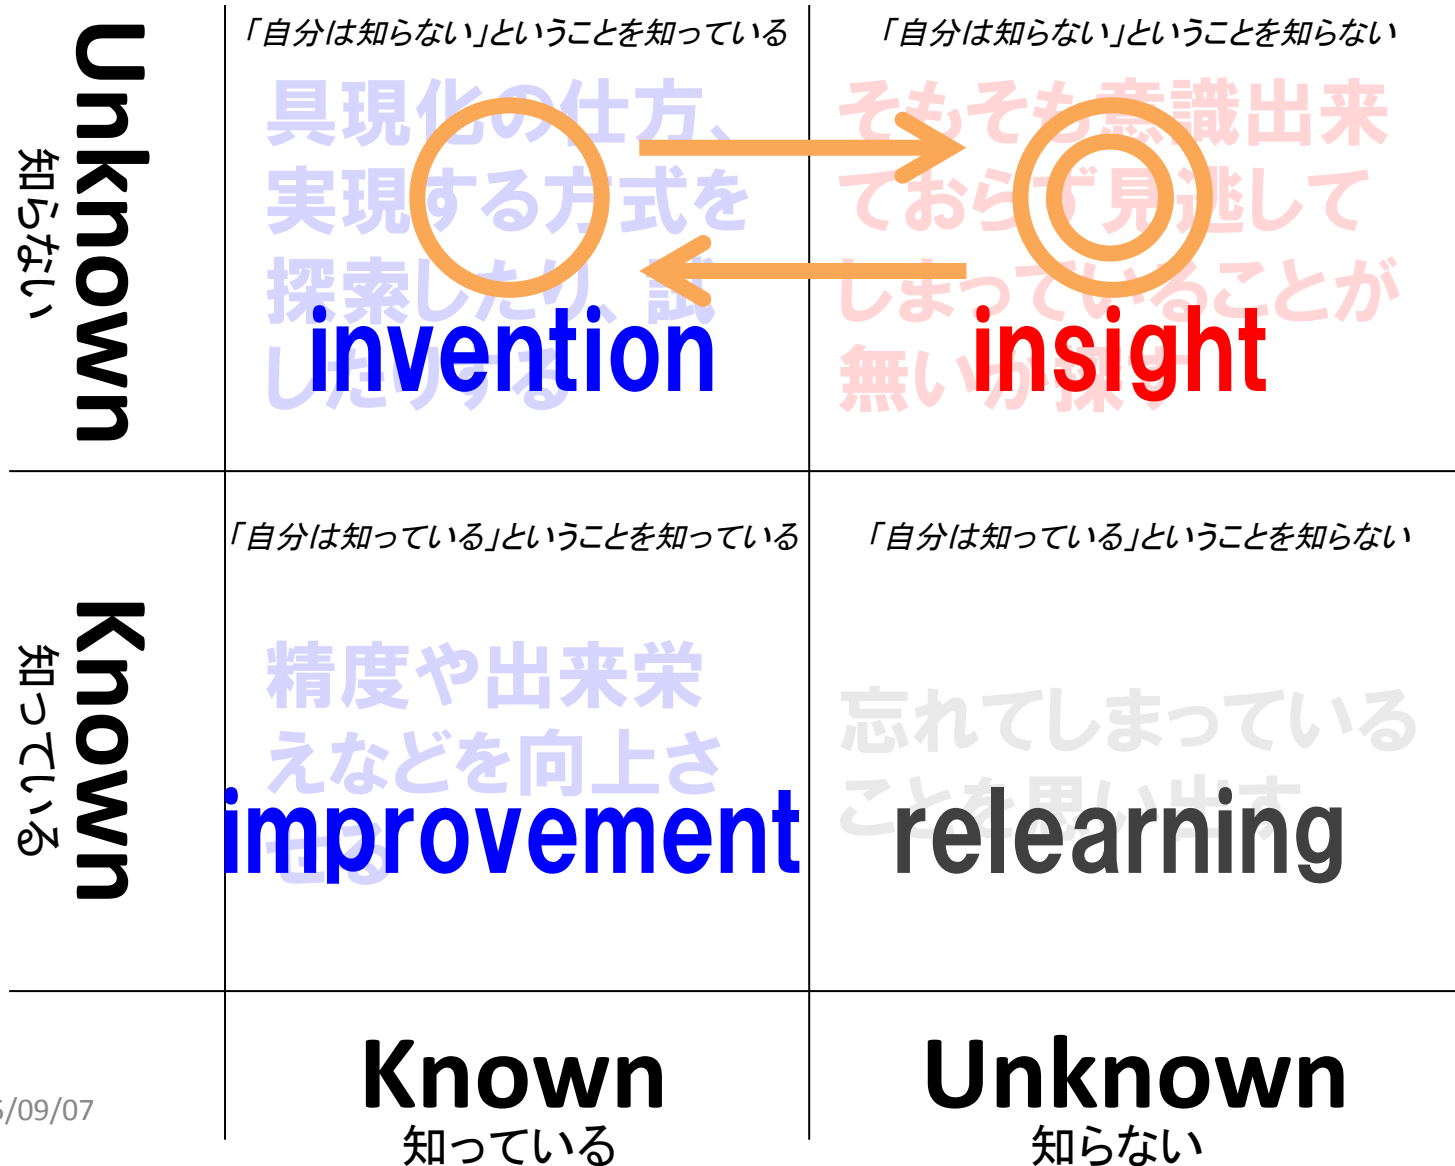 Unknown
知らない
「自分は知らない」ということを知っている
具現化の仕方、
実現する方式を
探索したり、試
したりする
invention
「自分は知らない」ということを知らない
そもそも意識出来
ておらず見逃して
しまっていることが
無いか探す
insight
Known
知っている
「自分は知っている」ということを知っている
精度や出来栄
えなどを向上さ
せる
improvement
「自分は知っている」ということを知らない
忘れてしまっている
ことを思い出す
relearning
Known
知っている
Unknown
知らない
/09/07